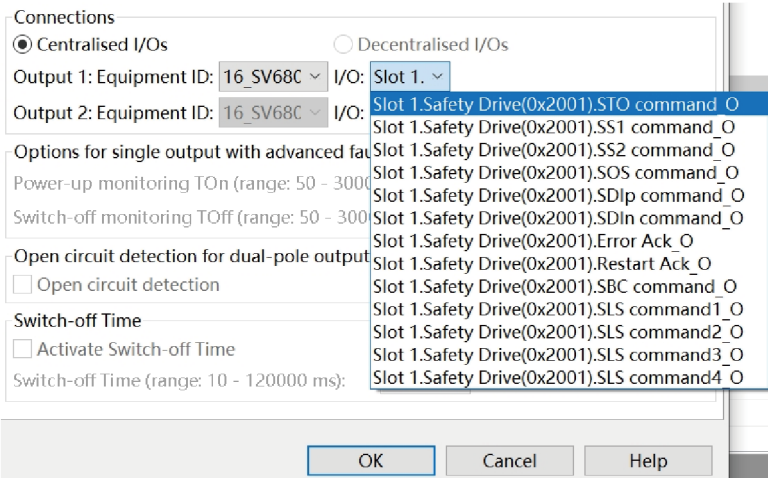 Connections
Centralised I/Os Decentralised I/Os
Output 1: Equipment ID: 16_SV680 I/O: Slot 1.
Output 2: Equipment ID: 16_SV680 I/O:
Slot 1.Safety Drive(0x2001).STO command_O
Slot 1.Safety Drive(0x2001).SS1 command_O
Slot 1.Safety Drive(0x2001).SS2 command_O
Slot 1.Safety Drive(0x2001).SOS command_O
Slot 1.Safety Drive(0x2001).SDIp command_O
Slot 1.Safety Drive(0x2001).SDIn command_O
Slot 1.Safety Drive(0x2001).Error Ack_O
Slot 1.Safety Drive(0x2001).Restart Ack_O
Slot 1.Safety Drive(0x2001).SBC command_O
Slot 1.Safety Drive(0x2001).SLS command1_O
Slot 1.Safety Drive(0x2001).SLS command2_O
Slot 1.Safety Drive(0x2001).SLS command3_O
Slot 1.Safety Drive(0x2001).SLS command4_O
Options for single output with advanced fau
Power-up monitoring TOn (range: 50 - 3000
Switch-off monitoring TOff (range: 50 - 300
Open circuit detection for dual-pole output
Open circuit detection
Switch-off Time
Activate Switch-off Time
Switch-off Time (range: 10 - 120000 ms):
OK Cancel Help